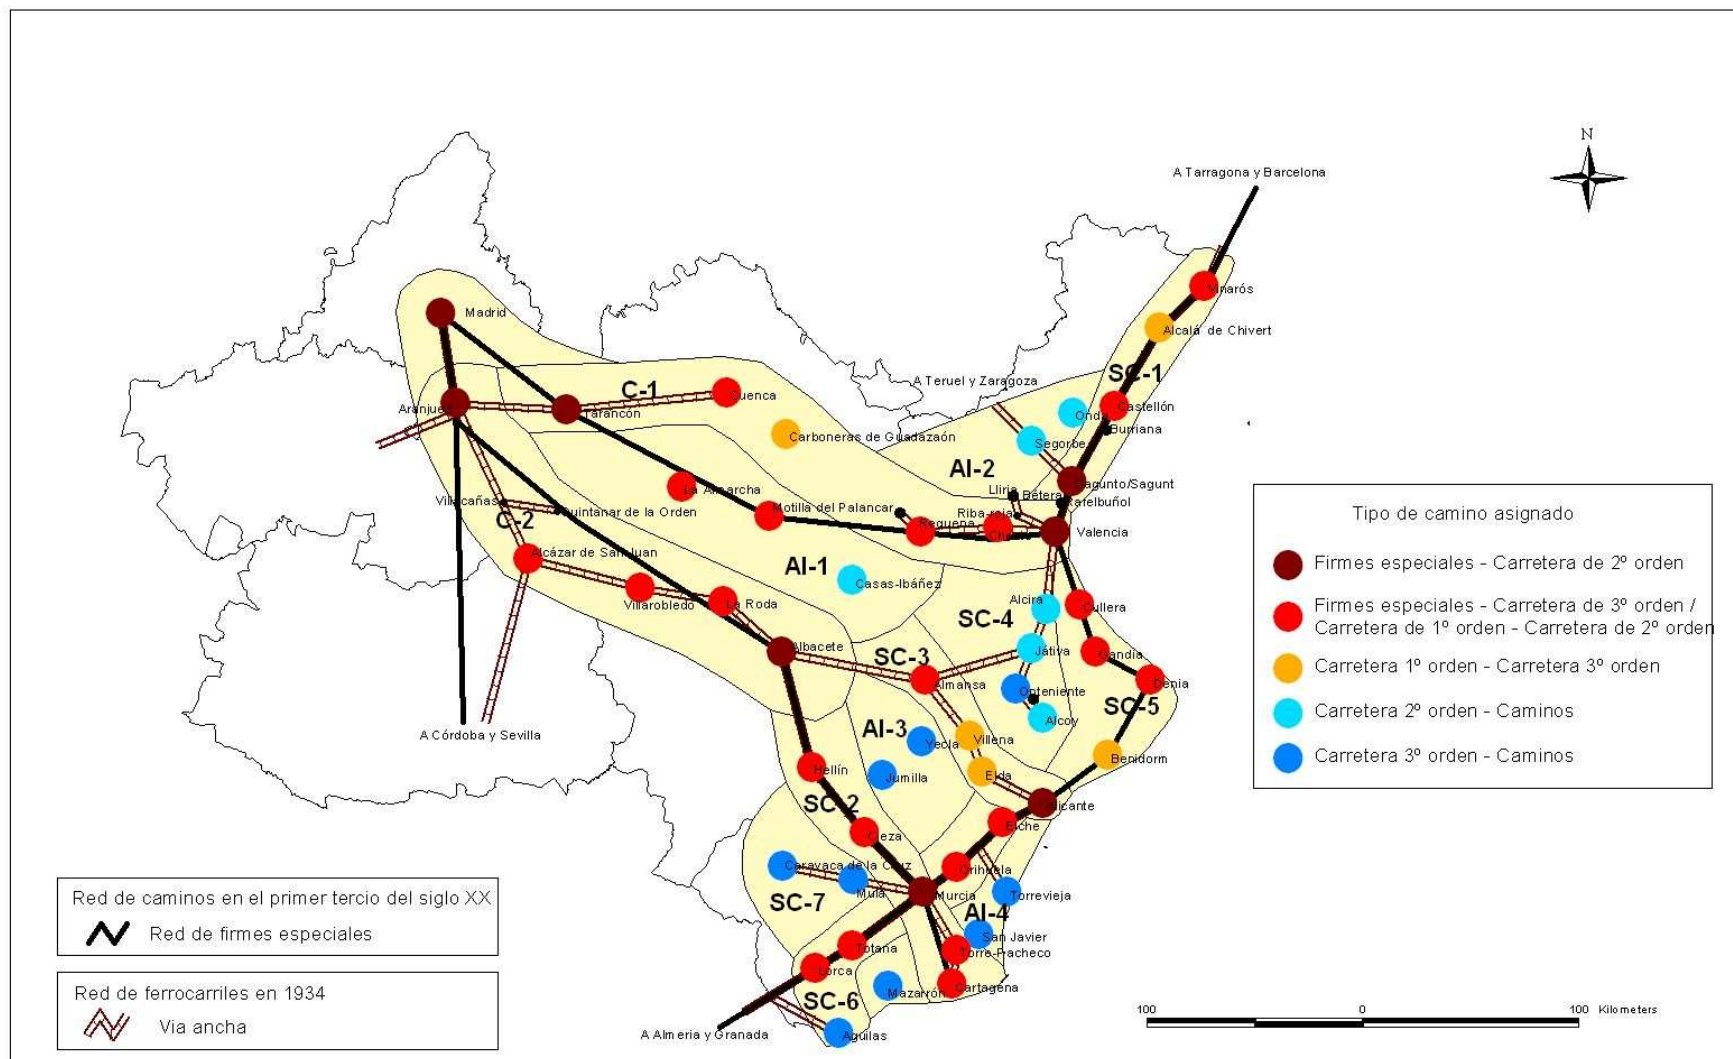 N
A Tarragona y Barcelona
Vinarós
Alcalá de Chivert
Madrid
SC-1
A Teruel y Zaragoza
C-1
Cuenca
Castellón
Aranjuez
Tarancón
Onda
Burriana
Carboneras de Guadazaón
Segorbe
AI-2
Sagunto/Sagunt
La Almarcha
Lliria
Bétera
Rafelbuñol
Villacañas
Quintanar de la Orden
Motilla del Palancar
Riba-roja
C-2
Requena
Valencia
Alcázar de San Juan
AI-1
Casas-Ibáñez
Villarobledo
La Roda
Alcira
Cullera
SC-4
Albacete
SC-3
Játiva
Gandia
Almansa
Onteniente
Denia
SC-5
Alcoy
A Córdoba y Sevilla
AI-3
Yecla
Villena
Benidorm
Hellín
Jumilla
Elda
SC-2
Alicante
Cieza
Elche
Caravaca de la Cruz
Orihuela
Mula
Murcia
Torrevieja
SC-7
AI-4
San Javier
Totana
Torre-Pacheco
Lorca
Cartagena
Mazarrón
SC-6
A Almeria y Granada
Aguilas
Tipo de camino asignado
Firmes especiales - Carretera de 2º orden
Firmes especiales - Carretera de 3º orden /
Carretera de 1º orden - Carretera de 2º orden
Carretera 1º orden - Carretera 3º orden
Carretera 2º orden - Caminos
Carretera 3º orden - Caminos
Red de caminos en el primer tercio del siglo XX
Red de firmes especiales
Red de ferrocarriles en 1934
Via ancha
100 0 100 Kilometers